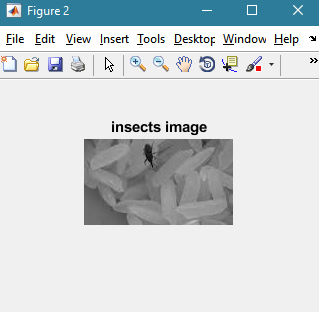 Figure 2
File Edit View Insert Tools Desktop Window Help
insects image